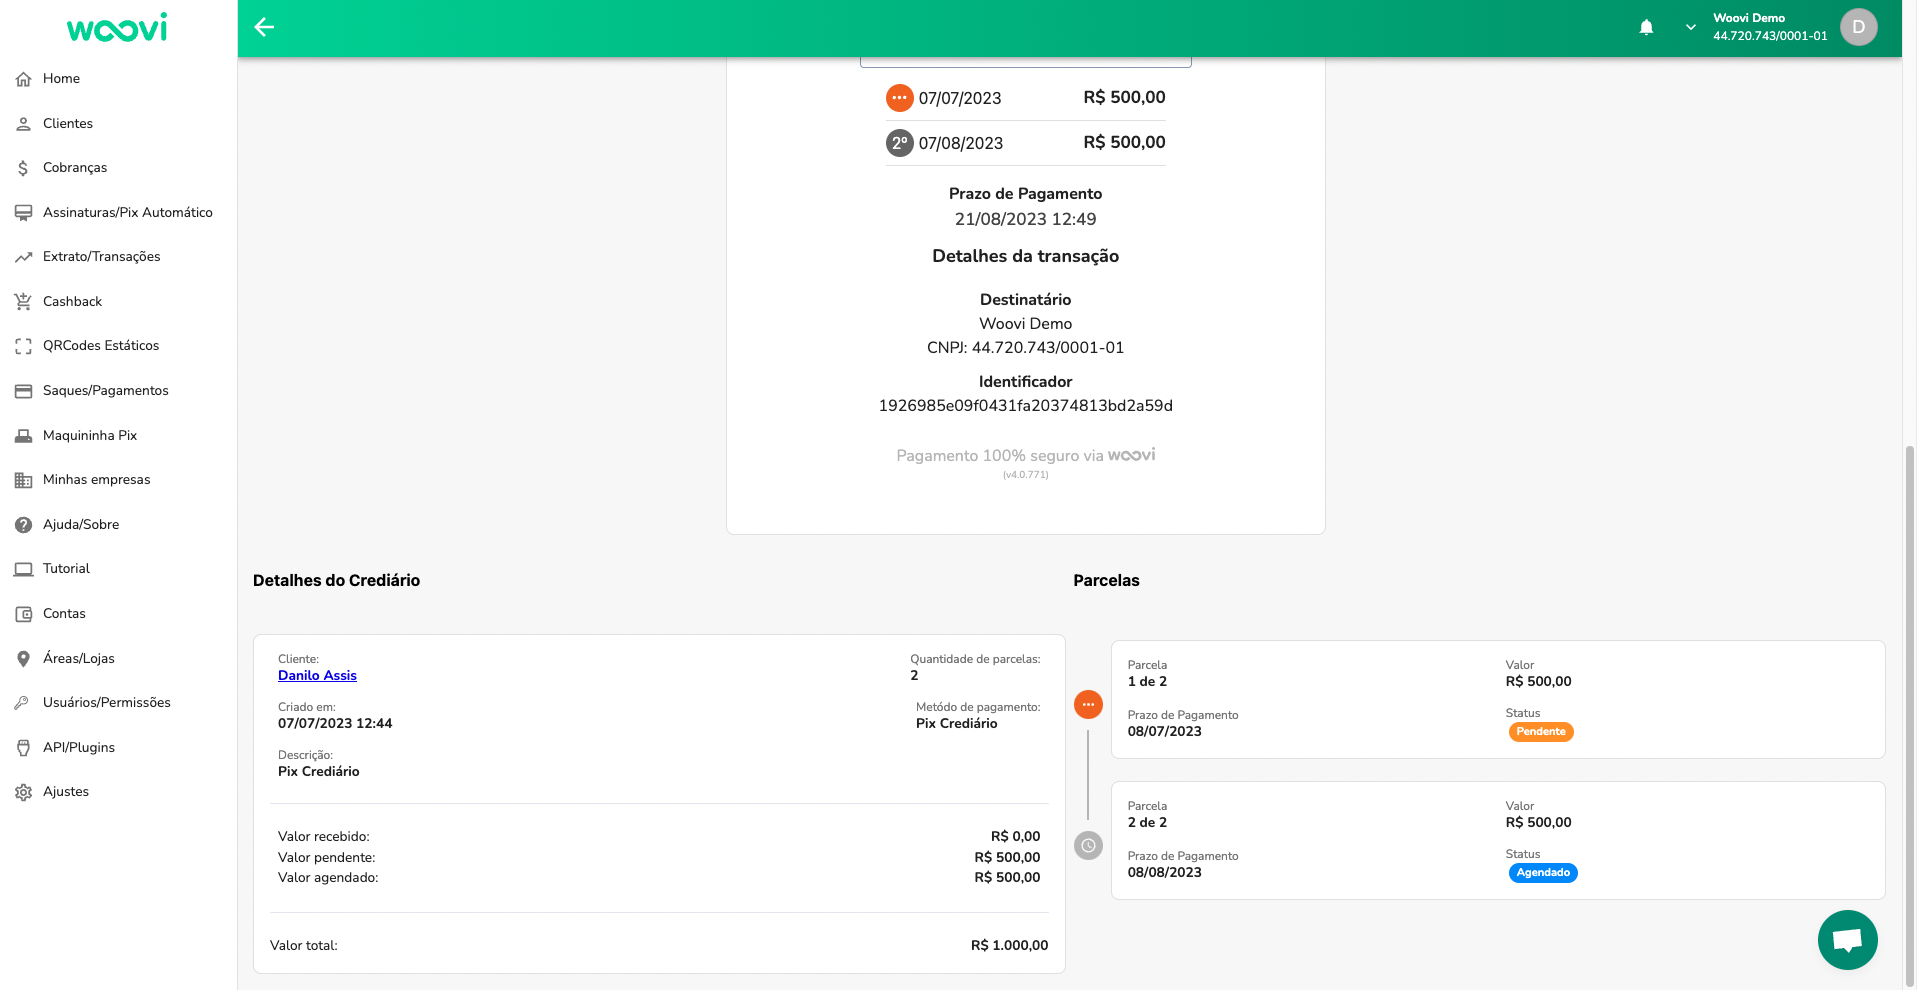 woovi
Home
Clientes
Cobranças
Assinaturas/Pix Automático
Extrato/Transações
Cashback
QRCodes Estáticos
Saques/Pagamentos
Maquininha Pix
Minhas empresas
Ajuda/Sobre
Tutorial
Contas
Áreas/Lojas
Usuários/Permissões
API/Plugins
Ajustes
Woovi Demo
44.720.743/0001-01
D
07/07/2023 R$ 500,00
2º 07/08/2023 R$ 500,00
Prazo de Pagamento
21/08/2023 12:49
Detalhes da transação
Destinatário
Woovi Demo
CNPJ: 44.720.743/0001-01
Identificador
1926985e09f0431fa20374813bd2a59d
Pagamento 100% seguro via woovi
(v4.0.771)
Detalhes do Crediário
Cliente: Quantidade de parcelas:
Danilo Assis 2
Criado em: Metódo de pagamento:
07/07/2023 12:44 Pix Crediário
Descrição:
Pix Crediário
Valor recebido: R$ 0,00
Valor pendente: R$ 500,00
Valor agendado: R$ 500,00
Valor total: R$ 1.000,00
Parcelas
Parcela Valor
1 de 2 R$ 500,00
Prazo de Pagamento Status
08/07/2023 Pendente
Parcela Valor
2 de 2 R$ 500,00
Prazo de Pagamento Status
08/08/2023 Agendado